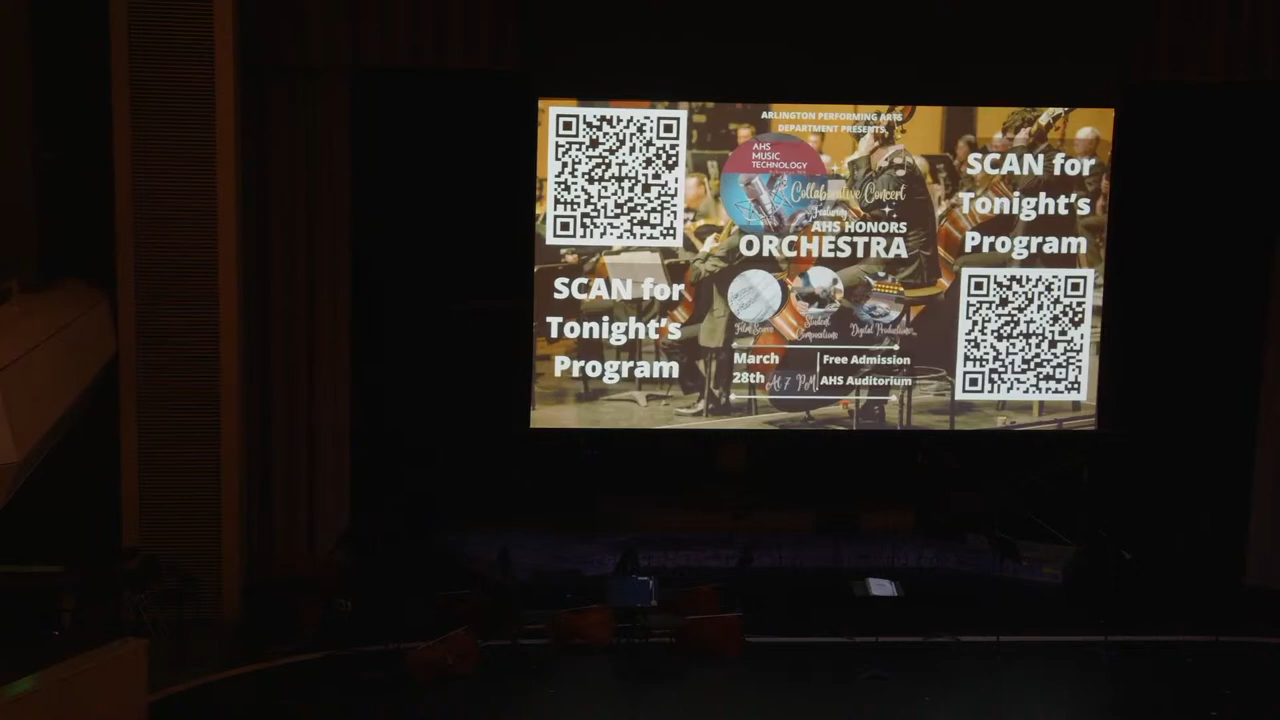 ARLINGTON PERFORMING ARTS
DEPARTMENT PRESENTS
AHS
MUSIC
TECHNOLOGY
Collaborative Concert
Featuring
AHS HONORS
ORCHESTRA
Film Scores
Student
Compositions
Digital Productions
March
28th At 7 PM
Free Admission
AHS Auditorium
SCAN for
Tonight's
Program
SCAN for
Tonight's
Program